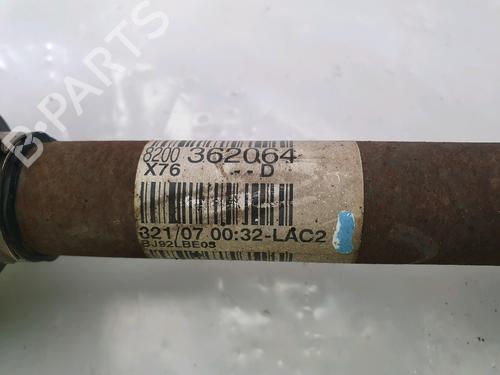 B-PARTS
8200 362064
X76 -- D
321/07 00:32-LAC2
BJ92LBE05